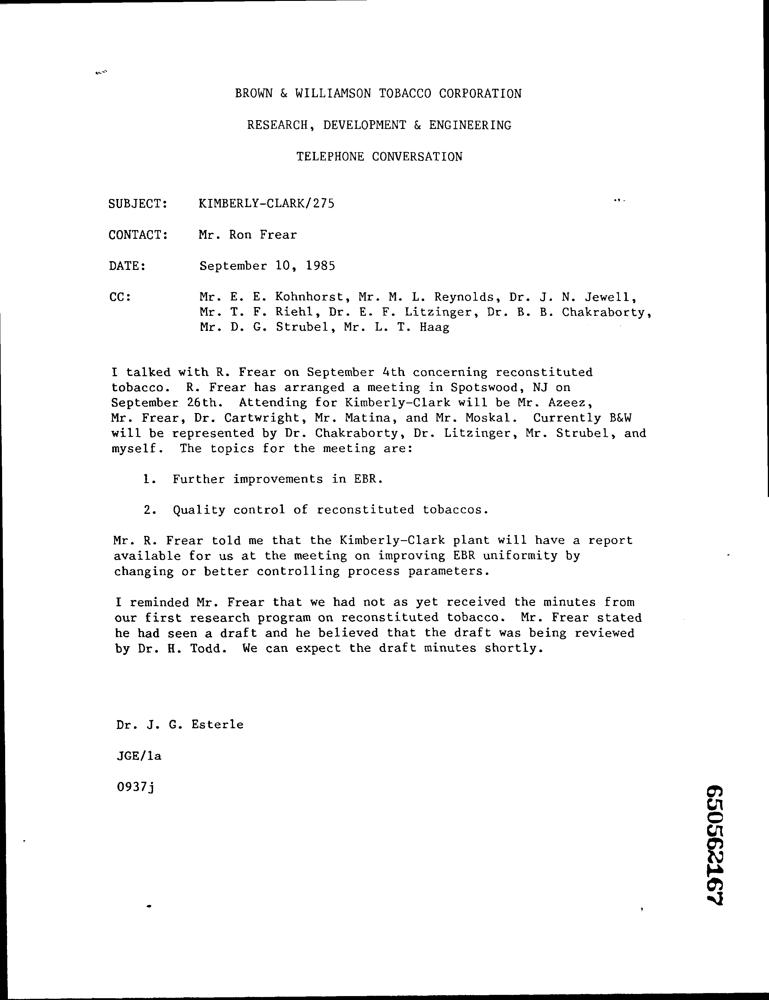 BROWN & WILLIAMSON TOBACCO CORPORATION
RESEARCH, DEVELOPMENT & ENGINEERING
TELEPHONE CONVERSATION
SUBJECT: KIMBERLY-CLARK/275
CONTACT: Mr. Ron Frear
DATE: September 10, 1985
CC: Mr. E. E. Kohnhorst, Mr. M. L. Reynolds, Dr. J. N. Jewell,
Mr. T. F. Riehl, Dr. E. F. Litzinger, Dr. B. B. Chakraborty,
Mr. D. G. Strubel, Mr. L. T. Haag
I talked with R. Frear on September 4th concerning reconstituted
tobacco. R. Frear has arranged a meeting in Spotswood, NJ on
September 26th. Attending for Kimberly-Clark will be Mr. Azeez,
Mr. Frear, Dr. Cartwright, Mr. Matina, and Mr. Moskal. Currently B&W
will be represented by Dr. Chakraborty, Dr. Litzinger, Mr. Strubel, and
myself. The topics for the meeting are:
1. Further improvements in EBR.
2. Quality control of reconstituted tobaccos.
Mr. R. Frear told me that the Kimberly-Clark plant will have a report
available for us at the meeting on improving EBR uniformity by
changing or better controlling process parameters.
I reminded Mr. Frear that we had not as yet received the minutes from
our first research program on reconstituted tobacco. Mr. Frear stated
he had seen a draft and he believed that the draft was being reviewed
by Dr. H. Todd. We can expect the draft minutes shortly.
Dr. J. G. Esterle
JGE/la
0937j
650562167